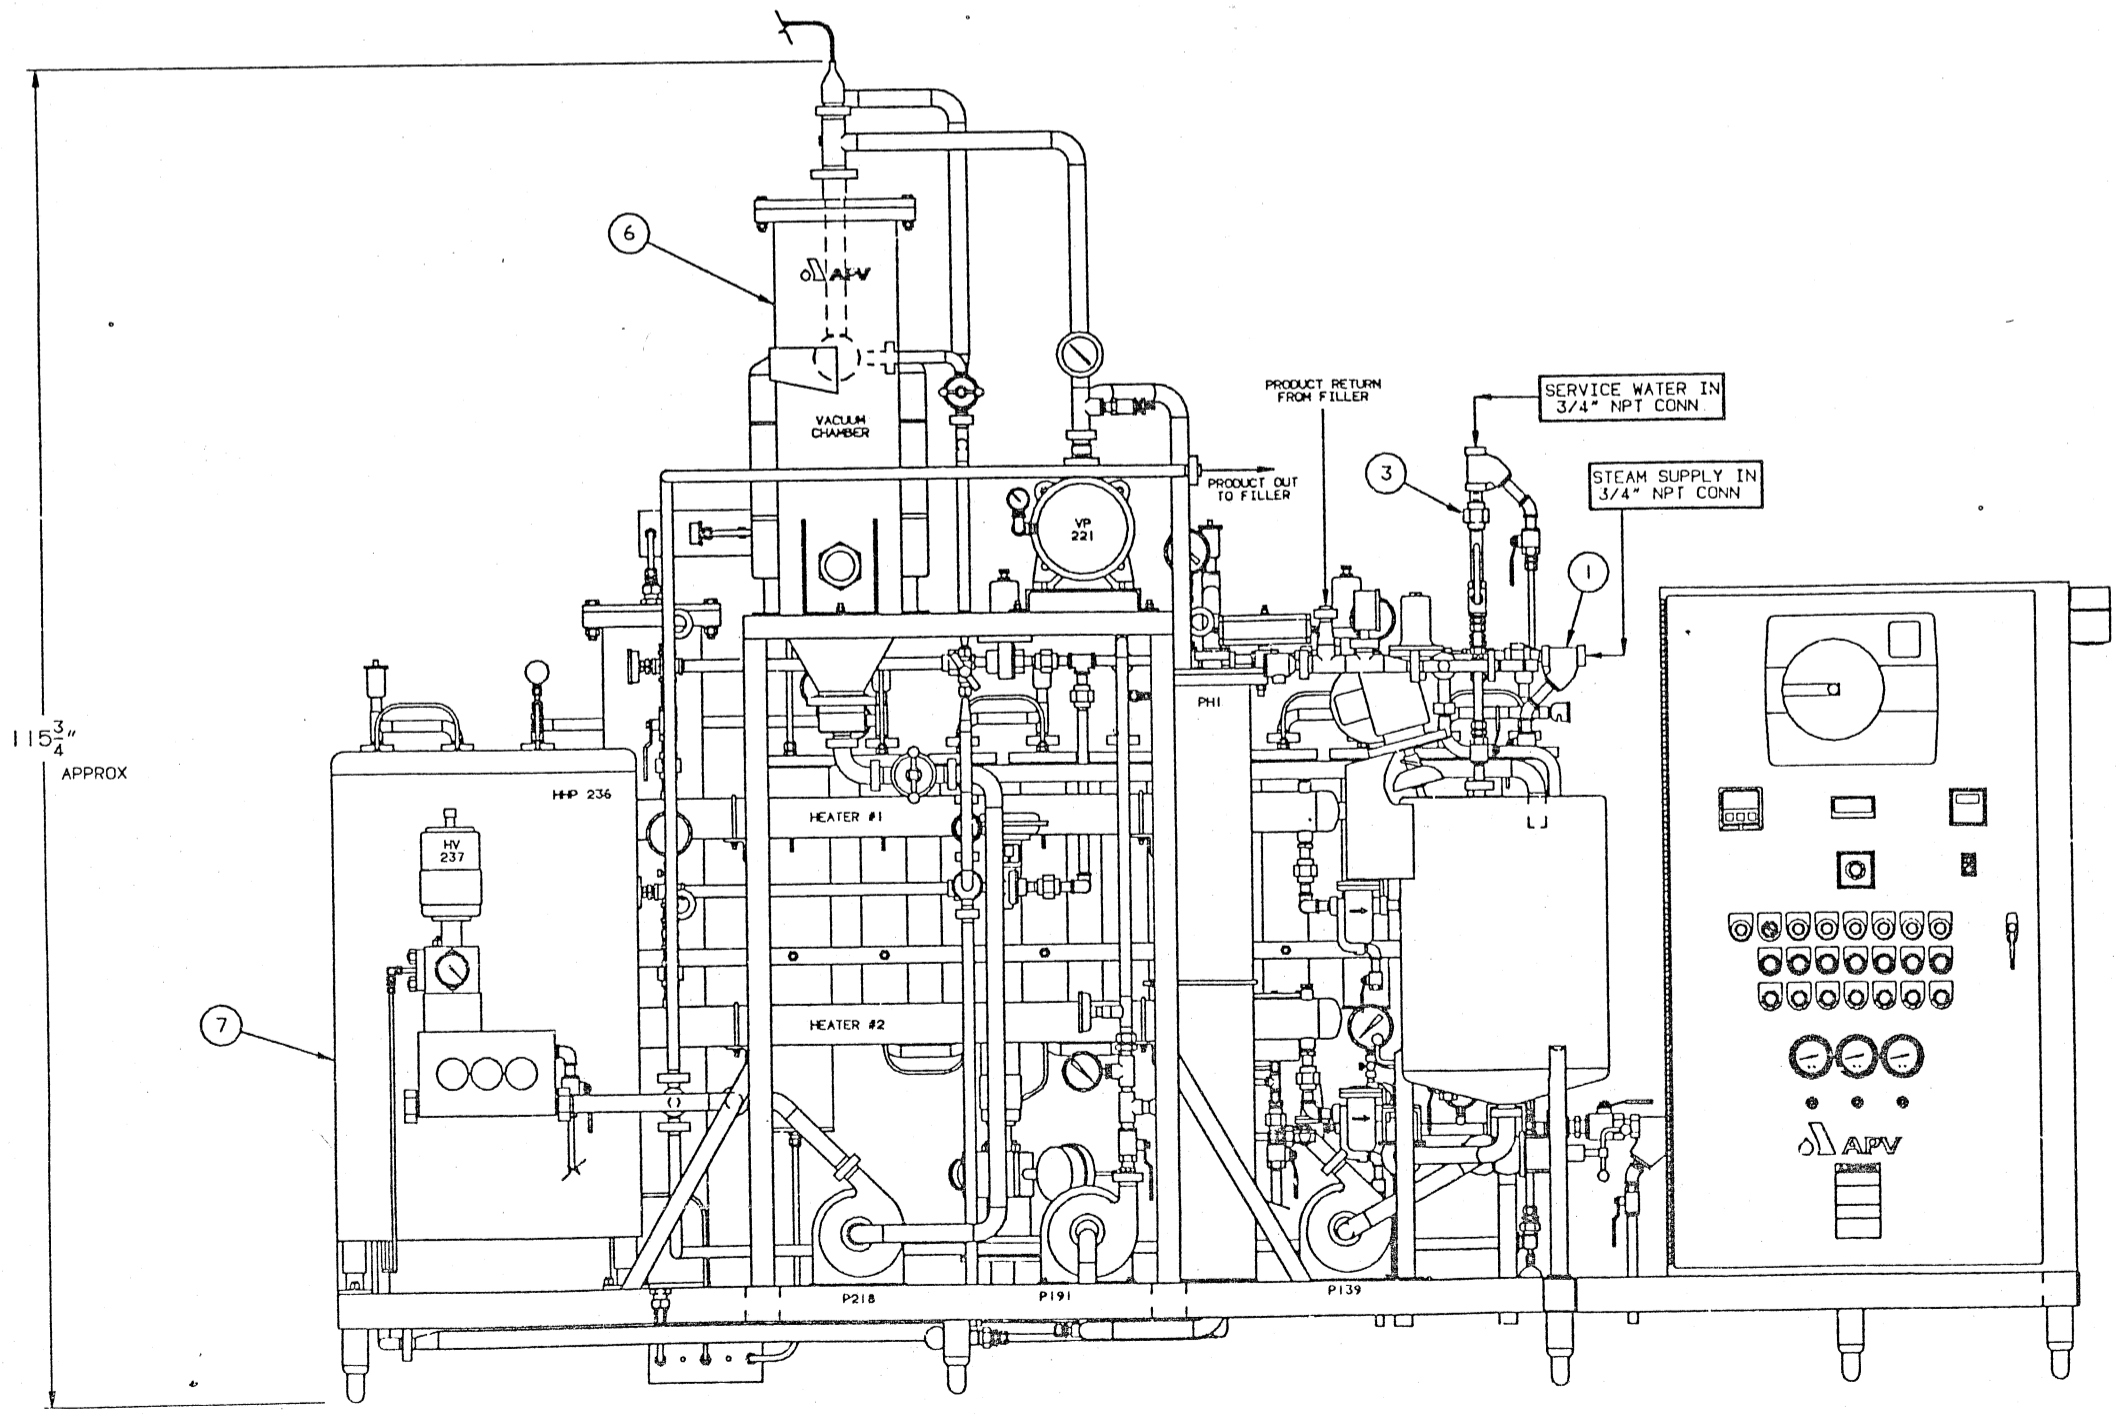 6
APV
PRODUCT RETURN
FROM FILLER
SERVICE WATER IN
3/4" NPT CONN.
VACUUM
CHAMBER
3
STEAM SUPPLY IN
3/4" NPT CONN
PRODUCT OUT
TO FILLER
VP
221
1
PH1
115 3/4"
APPROX
HHP 236
HEATER #1
HV
237
7
HEATER #2
APV
P218
P191
P139